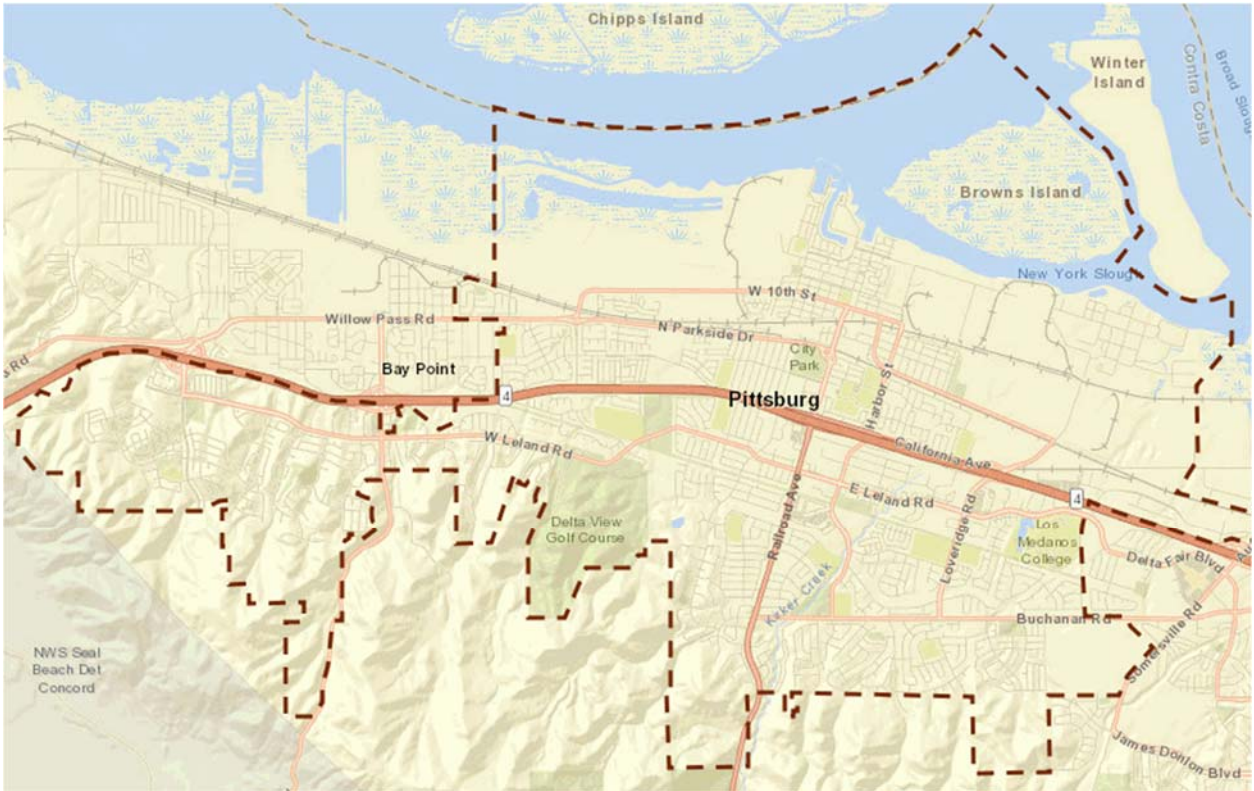 Chipps Island
Winter
Island
Contra Costa
Broad Sloug
Browns Island
New York Slough
W 10th St
Willow Pass Rd
N Parkside Dr
City
Park
s Rd
Bay Point
4
Pittsburg
Harbor St
W Leland Rd
California Ave
E Leland Rd
4
Railroad Ave
Loveridge Rd
Delta View
Golf Course
Los
Medanos
College
Delta Fair Blvd
Au
Kirker Creek
Buchanan Rd
Somersville Rd
NWS Seal
Beach Det
Concord
James Donlon Blvd